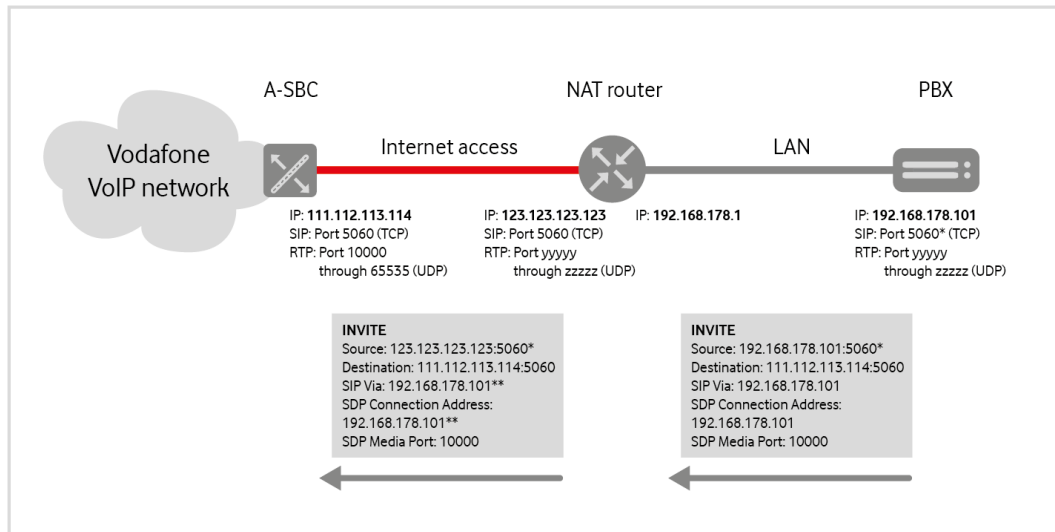 A-SBC
NAT router
PBX
Vodafone
VoIP network
Internet access
LAN
IP: 111.112.113.114
SIP: Port 5060 (TCP)
RTP: Port 10000
through 65535 (UDP)
IP: 123.123.123.123
SIP: Port 5060 (TCP)
RTP: Port yyyyy
through zzzzz (UDP)
IP: 192.168.178.1
IP: 192.168.178.101
SIP: Port 5060* (TCP)
RTP: Port yyyyy
through zzzzz (UDP)
INVITE
Source: 123.123.123.123:5060*
Destination: 111.112.113.114:5060
SIP Via: 192.168.178.101**
SDP Connection Address:
192.168.178.101**
SDP Media Port: 10000
INVITE
Source: 192.168.178.101:5060*
Destination: 111.112.113.114:5060
SIP Via: 192.168.178.101
SDP Connection Address:
192.168.178.101
SDP Media Port: 10000